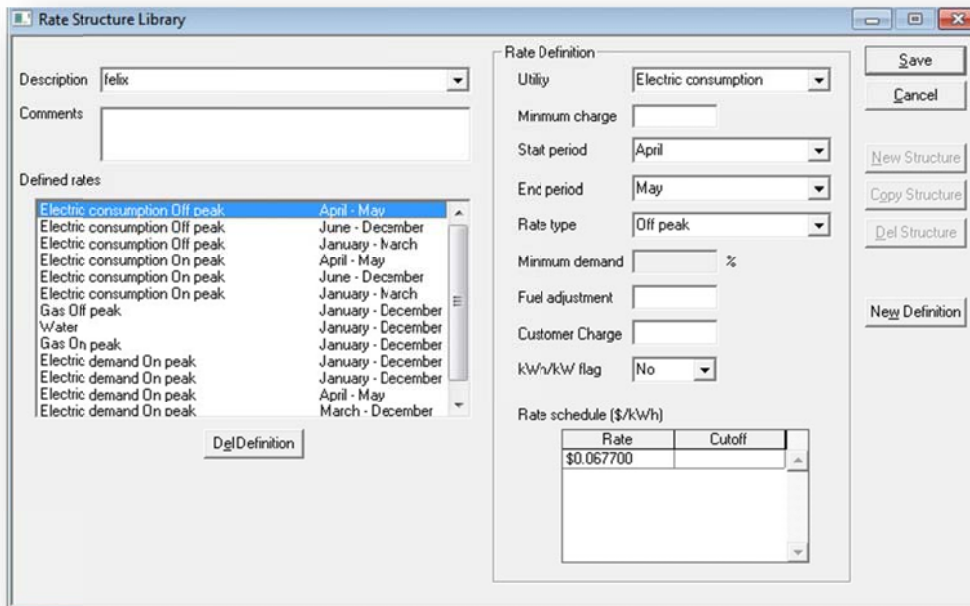 Rate Structure Library
Description felix
Comments
Defined rates
Electric consumption Off peak April - May
Electric consumption Off peak June - December
Electric consumption Off peak January - March
Electric consumption On peak April - May
Electric consumption On peak June - December
Electric consumption On peak January - March
Gas Off peak January - December
Water January - December
Gas On peak January - December
Electric demand On peak January - December
Electric demand On peak January - December
Electric demand On peak April - May
Electric demand On peak March - December
Del Definition
Rate Definition
Utiliy Electric consumption
Minmum charge
Start period April
End period May
Rate type Off peak
Minimum demand %
Fuel adjustment
Customer Charge
kWh/kW flag No
Rate schedule ($/kWh)
Rate Cutoff
$0.067700
Save
Cancel
New Structure
Copy Structure
Del Structure
New Definition